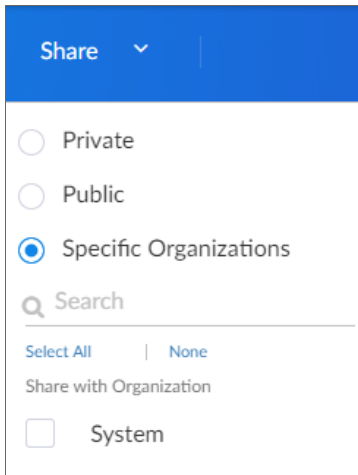 Share
Private
Public
Specific Organizations
Search
Select All | None
Share with Organization
System